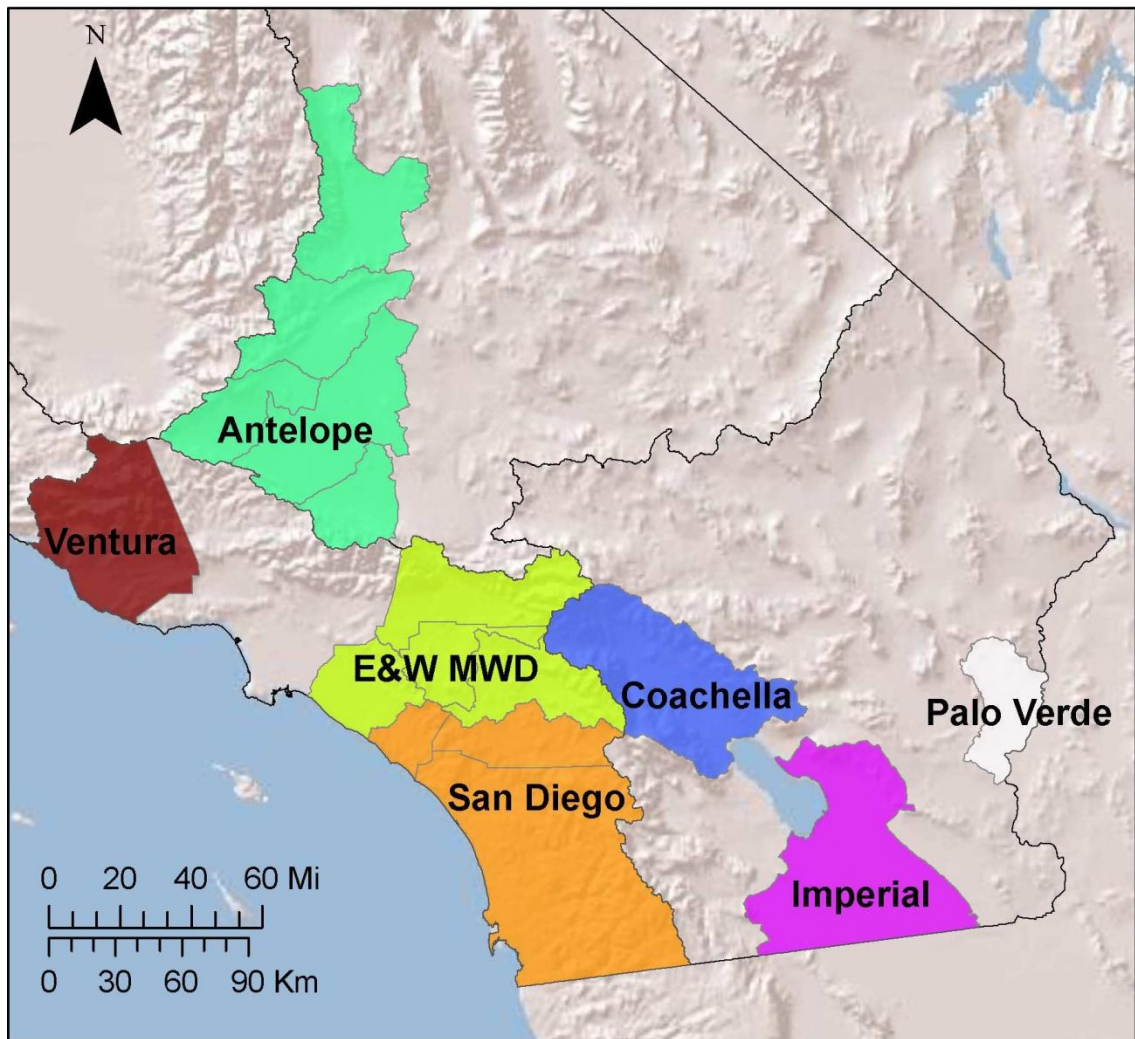 N
Antelope
Ventura
E&W MWD
Coachella
Palo Verde
San Diego
Imperial
0 20 40 60 Mi
0 30 60 90 Km